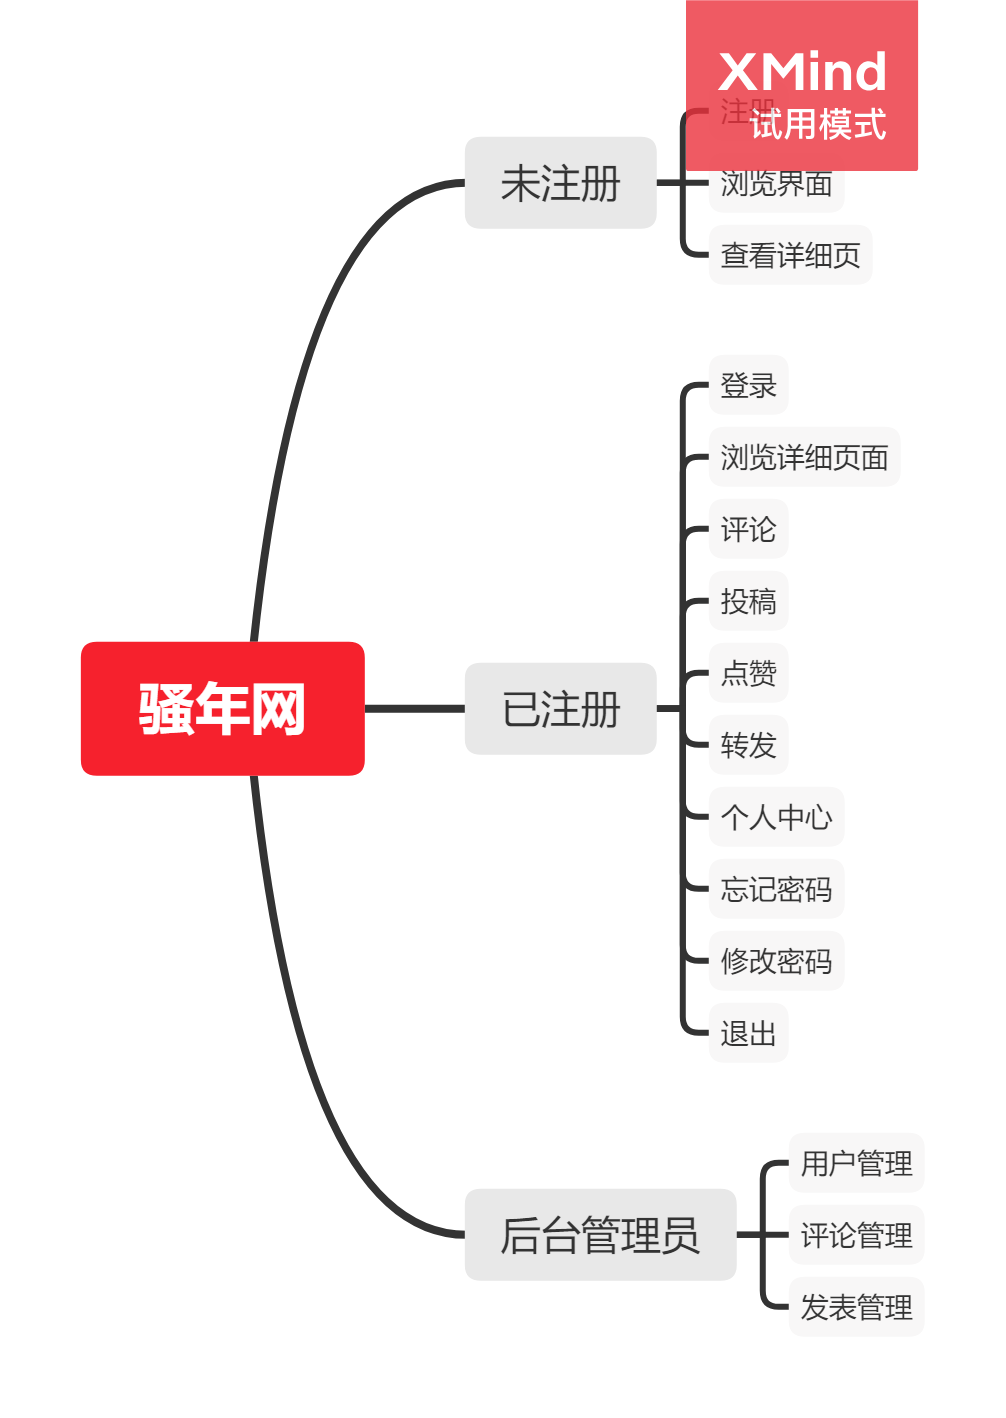 XMind
试用模式
注册
未注册
浏览界面
查看详细页
登录
浏览详细页面
评论
投稿
点赞
骚年网
已注册
转发
个人中心
忘记密码
修改密码
退出
用户管理
后台管理员
评论管理
发表管理